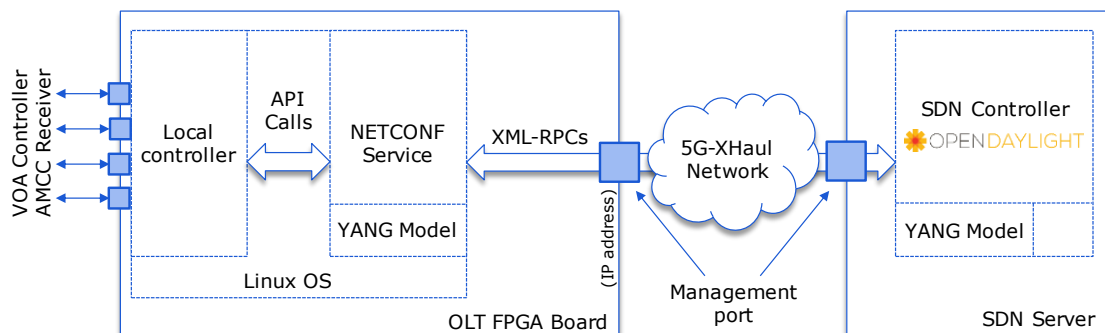 VOA Controller
AMCC Receiver
Local
controller
API
Calls
NETCONF
Service
YANG Model
Linux OS
OLT FPGA Board
XML-RPCs
(IP address)
5G-XHaul
Network
Management
port
SDN Controller
OPENDAYLIGHT
YANG Model
SDN Server